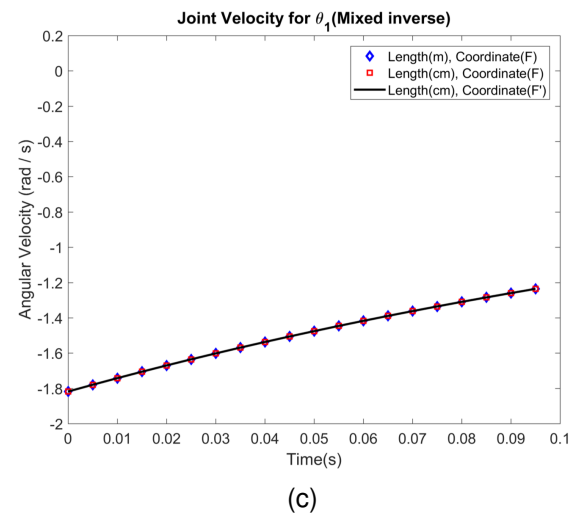 Joint Velocity for θ1(Mixed inverse)
0.2
0
-0.2
-0.4
-0.6
-0.8
-1
-1.2
-1.4
-1.6
-1.8
-2
Angular Velocity (rad / s)
Length(m), Coordinate(F)
Length(cm), Coordinate(F)
Length(cm), Coordinate(F')
0 0.01 0.02 0.03 0.04 0.05 0.06 0.07 0.08 0.09 0.1
Time(s)
(c)